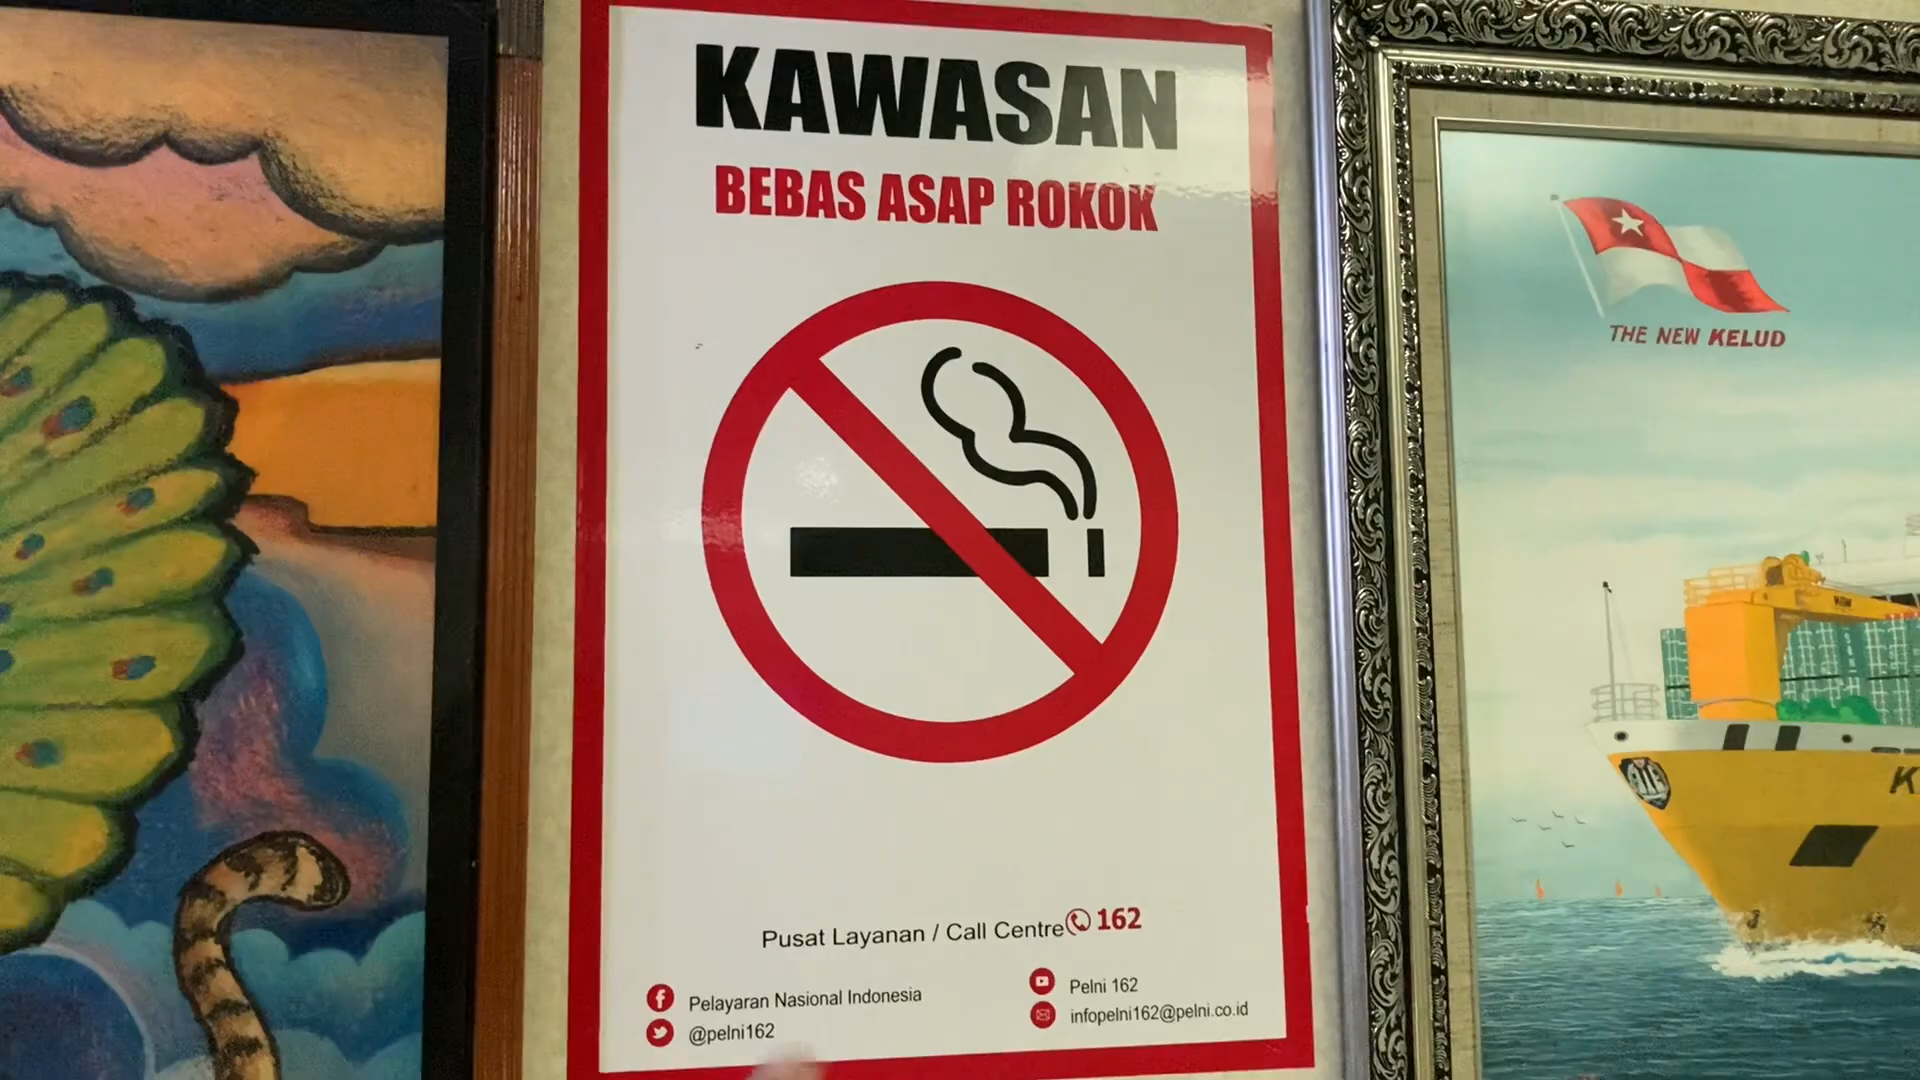 KAWASAN
BEBAS ASAP ROKOK
Pusat Layanan / Call Centre 162
Pelayaran Nasional Indonesia
@pelni162
Pelni 162
infopelni162@pelni.co.id
THE NEW KELUD